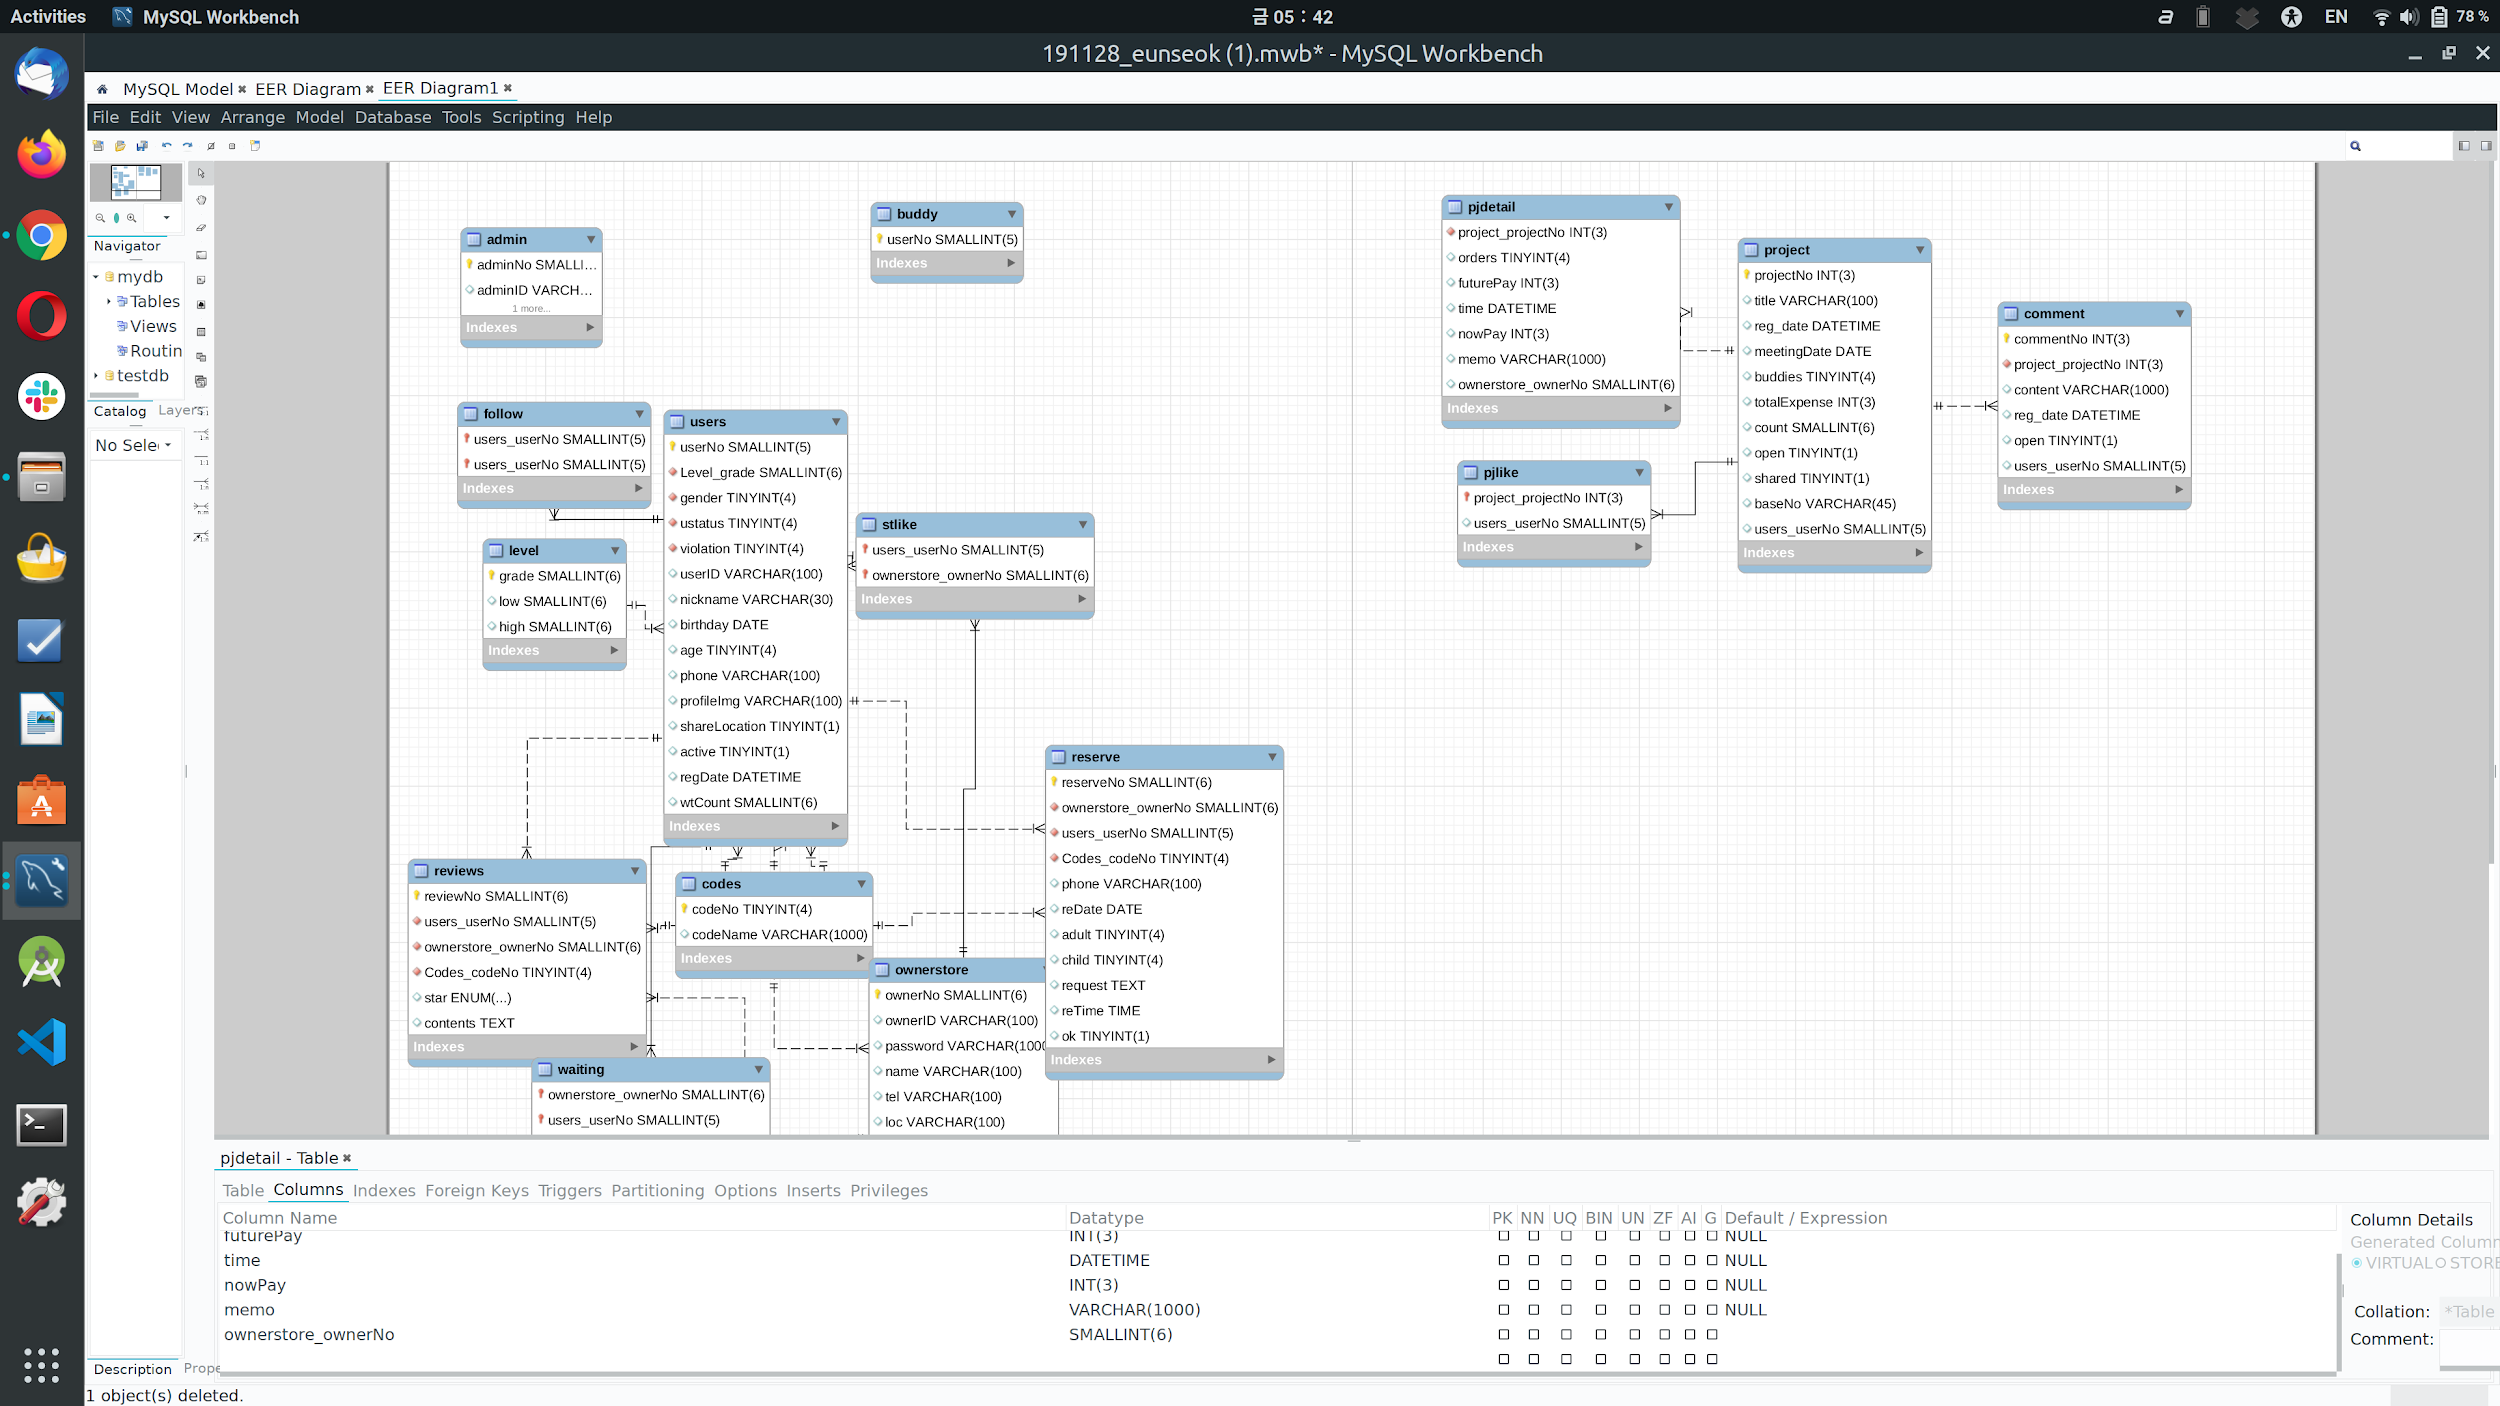 Activities
MySQL Workbench
금 05 : 42
EN
78 %
191128_eunseok (1).mwb* - MySQL Workbench
MySQL Model
EER Diagram
EER Diagram1
File Edit View Arrange Model Database Tools Scripting Help
Navigator
mydb
Tables
Views
Routin
testdb
Catalog Layers
No Sele
admin
adminNo SMALLI...
adminID VARCH...
1 more...
Indexes
buddy
userNo SMALLINT(5)
Indexes
pjdetail
project_projectNo INT(3)
orders TINYINT(4)
futurePay INT(3)
time DATETIME
nowPay INT(3)
memo VARCHAR(1000)
ownerstore_ownerNo SMALLINT(6)
Indexes
project
projectNo INT(3)
title VARCHAR(100)
reg_date DATETIME
meetingDate DATE
buddies TINYINT(4)
totalExpense INT(3)
count SMALLINT(6)
open TINYINT(1)
shared TINYINT(1)
baseNo VARCHAR(45)
users_userNo SMALLINT(5)
Indexes
comment
commentNo INT(3)
project_projectNo INT(3)
content VARCHAR(1000)
reg_date DATETIME
open TINYINT(1)
users_userNo SMALLINT(5)
Indexes
follow
users_userNo SMALLINT(5)
users_userNo SMALLINT(5)
Indexes
users
userNo SMALLINT(5)
Level_grade SMALLINT(6)
gender TINYINT(4)
ustatus TINYINT(4)
violation TINYINT(4)
userID VARCHAR(100)
nickname VARCHAR(30)
birthday DATE
age TINYINT(4)
phone VARCHAR(100)
profileImg VARCHAR(100)
shareLocation TINYINT(1)
active TINYINT(1)
regDate DATETIME
wtCount SMALLINT(6)
Indexes
pjlike
project_projectNo INT(3)
users_userNo SMALLINT(5)
Indexes
stlike
users_userNo SMALLINT(5)
ownerstore_ownerNo SMALLINT(6)
Indexes
level
grade SMALLINT(6)
low SMALLINT(6)
high SMALLINT(6)
Indexes
reserve
reserveNo SMALLINT(6)
ownerstore_ownerNo SMALLINT(6)
users_userNo SMALLINT(5)
Codes_codeNo TINYINT(4)
phone VARCHAR(100)
reDate DATE
adult TINYINT(4)
child TINYINT(4)
request TEXT
reTime TIME
ok TINYINT(1)
Indexes
reviews
reviewNo SMALLINT(6)
users_userNo SMALLINT(5)
ownerstore_ownerNo SMALLINT(6)
Codes_codeNo TINYINT(4)
star ENUM(...)
contents TEXT
Indexes
codes
codeNo TINYINT(4)
codeName VARCHAR(1000)
Indexes
ownerstore
ownerNo SMALLINT(6)
ownerID VARCHAR(100)
password VARCHAR(1000
name VARCHAR(100)
tel VARCHAR(100)
loc VARCHAR(100)
waiting
ownerstore_ownerNo SMALLINT(6)
users_userNo SMALLINT(5)
pjdetail - Table
Table Columns Indexes Foreign Keys Triggers Partitioning Options Inserts Privileges
Column Name Datatype PK NN UQ BIN UN ZF AI G Default / Expression
futurePay INT(3) NULL
time DATETIME NULL
nowPay INT(3) NULL
memo VARCHAR(1000) NULL
ownerstore_ownerNo SMALLINT(6)
Column Details
Generated Column
VIRTUAL STORE
Collation: *Table
Comment:
Description Prope
1 object(s) deleted.